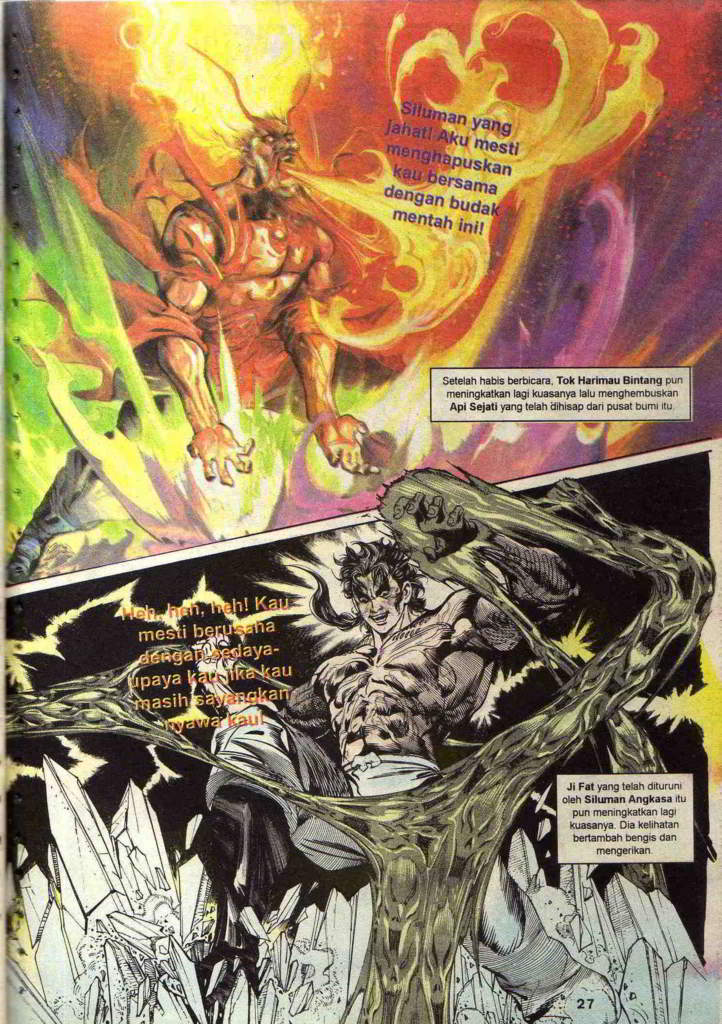 Siluman yang
jahat! Aku mesti
menghapuskan
kau bersama
dengan budak
mentah ini!
Setelah habis berbicara, Tok Harimau Bintang pun
meningkatkan lagi kuasanya lalu menghembuskan
Api Sejati yang telah dihisap dari pusat bumi itu.
Heh, heh, heh! Kau
mesti berusaha
dengan sedaya-
upaya kau jika kau
masih sayangkan
nyawa kau!
Ji Fat yang telah dituruni
oleh Siluman Angkasa itu
pun meningkatkan lagi
kuasanya. Dia kelihatan
bertambah bengis dan
mengerikan.
27